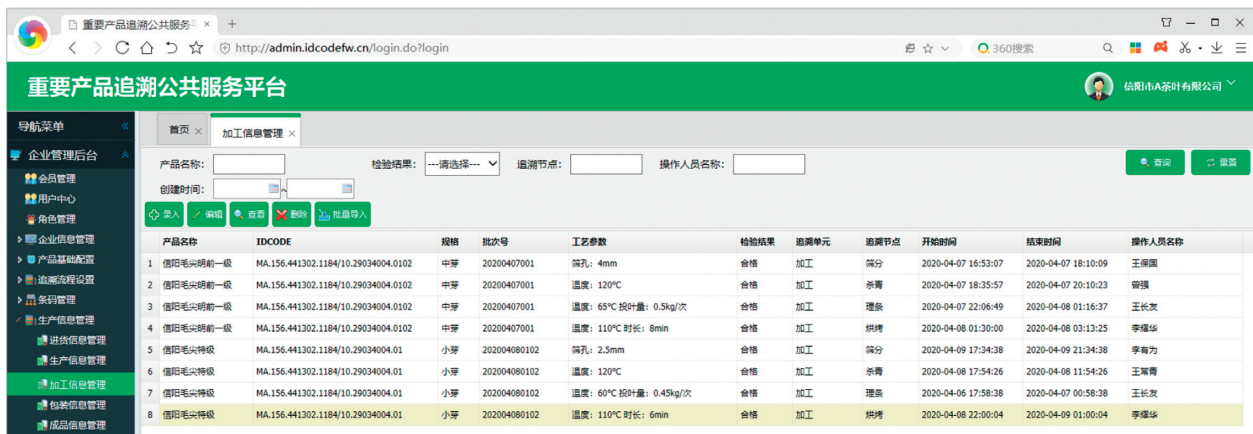 重要产品追溯公共服务平 × +
http://admin.idcodefw.cn/login.do?login
360搜索
重要产品追溯公共服务平台
信阳市A茶叶有限公司
导航菜单
首页 ×
加工信息管理 ×
企业管理后台
会员管理
用户中心
角色管理
企业信息管理
产品基础配置
追溯流程设置
条码管理
生产信息管理
进货信息管理
生产信息管理
加工信息管理
包装信息管理
成品信息管理
产品名称: 检验结果: ---请选择--- 追溯节点: 操作人员名称: 查询 重置
创建时间: ~
录入 编辑 查看 删除 批量导入
产品名称 IDCODE 规格 批次号 工艺参数 检验结果 追溯单元 追溯节点 开始时间 结束时间 操作人员名称
1 信阳毛尖明前一级 MA.156.441302.1184/10.29034004.0102 中芽 20200407001 筛孔: 4mm 合格 加工 筛分 2020-04-07 16:53:07 2020-04-07 18:10:09 王保国
2 信阳毛尖明前一级 MA.156.441302.1184/10.29034004.0102 中芽 20200407001 温度: 120℃ 合格 加工 杀青 2020-04-07 18:35:57 2020-04-07 20:10:23 曾强
3 信阳毛尖明前一级 MA.156.441302.1184/10.29034004.0102 中芽 20200407001 温度: 65℃ 投叶量: 0.5kg/次 合格 加工 理条 2020-04-07 22:06:49 2020-04-08 01:16:37 王长友
4 信阳毛尖明前一级 MA.156.441302.1184/10.29034004.0102 中芽 20200407001 温度: 110℃ 时长: 8min 合格 加工 烘烤 2020-04-08 01:30:00 2020-04-08 03:13:25 李耀华
5 信阳毛尖特级 MA.156.441302.1184/10.29034004.01 小芽 202004080102 筛孔: 2.5mm 合格 加工 筛分 2020-04-09 17:34:38 2020-04-09 21:34:38 李有为
6 信阳毛尖特级 MA.156.441302.1184/10.29034004.01 小芽 202004080102 温度: 120℃ 合格 加工 杀青 2020-04-08 17:54:26 2020-04-08 11:54:26 王常青
7 信阳毛尖特级 MA.156.441302.1184/10.29034004.01 小芽 202004080102 温度: 60℃ 投叶量: 0.45kg/次 合格 加工 理条 2020-04-06 17:58:38 2020-04-07 00:58:38 王长友
8 信阳毛尖特级 MA.156.441302.1184/10.29034004.01 小芽 202004080102 温度: 110℃ 时长: 6min 合格 加工 烘烤 2020-04-08 22:00:04 2020-04-09 01:00:04 李耀华